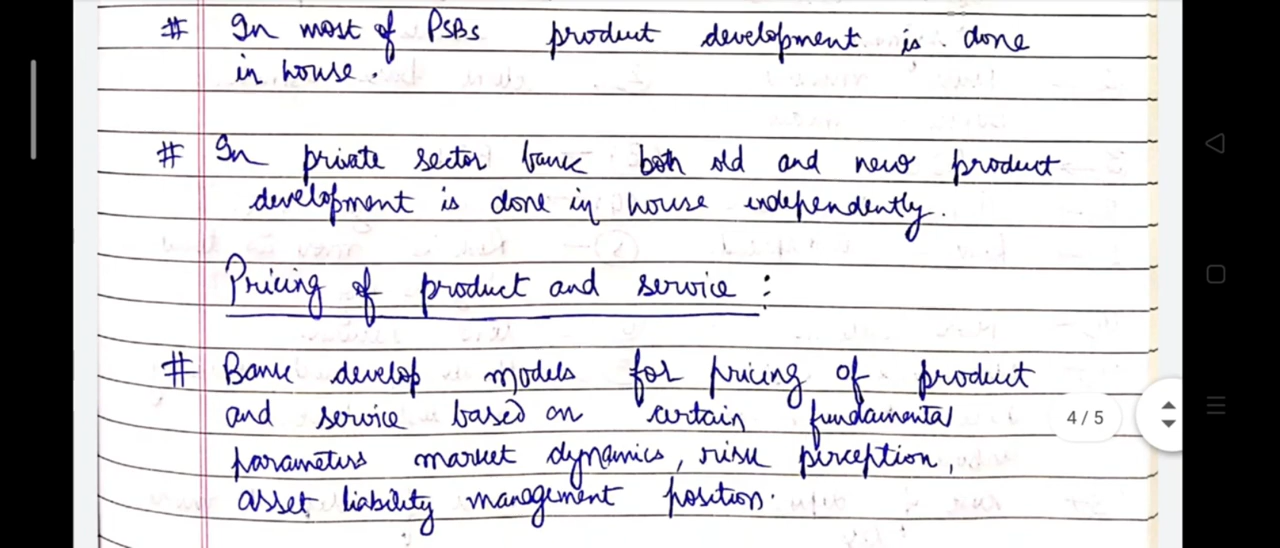 # In most of PSBs product development is done
in house.
# In private sector bank both old and new product
development is done in house independently.
Pricing of product and service :
# Bank develop models for pricing of product
and service based on certain fundamental
parameters market dynamics, risk perception,
asset liability management position.
4 / 5